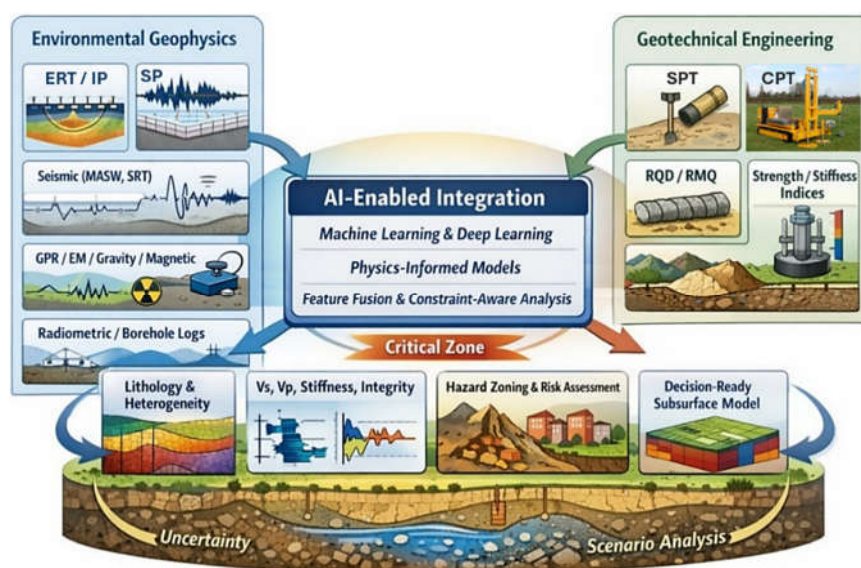 Environmental Geophysics
ERT / IP
SP
Seismic (MASW, SRT)
GPR / EM / Gravity / Magnetic
Radiometric / Borehole Logs
Geotechnical Engineering
SPT
CPT
RQD / RMQ
Strength / Stiffness
Indices
AI-Enabled Integration
Machine Learning & Deep Learning
Physics-Informed Models
Feature Fusion & Constraint-Aware Analysis
Critical Zone
Lithology &
Heterogeneity
Vs, Vp, Stiffness, Integrity
Hazard Zoning & Risk Assessment
Decision-Ready
Subsurface Model
Uncertainty
Scenario Analysis